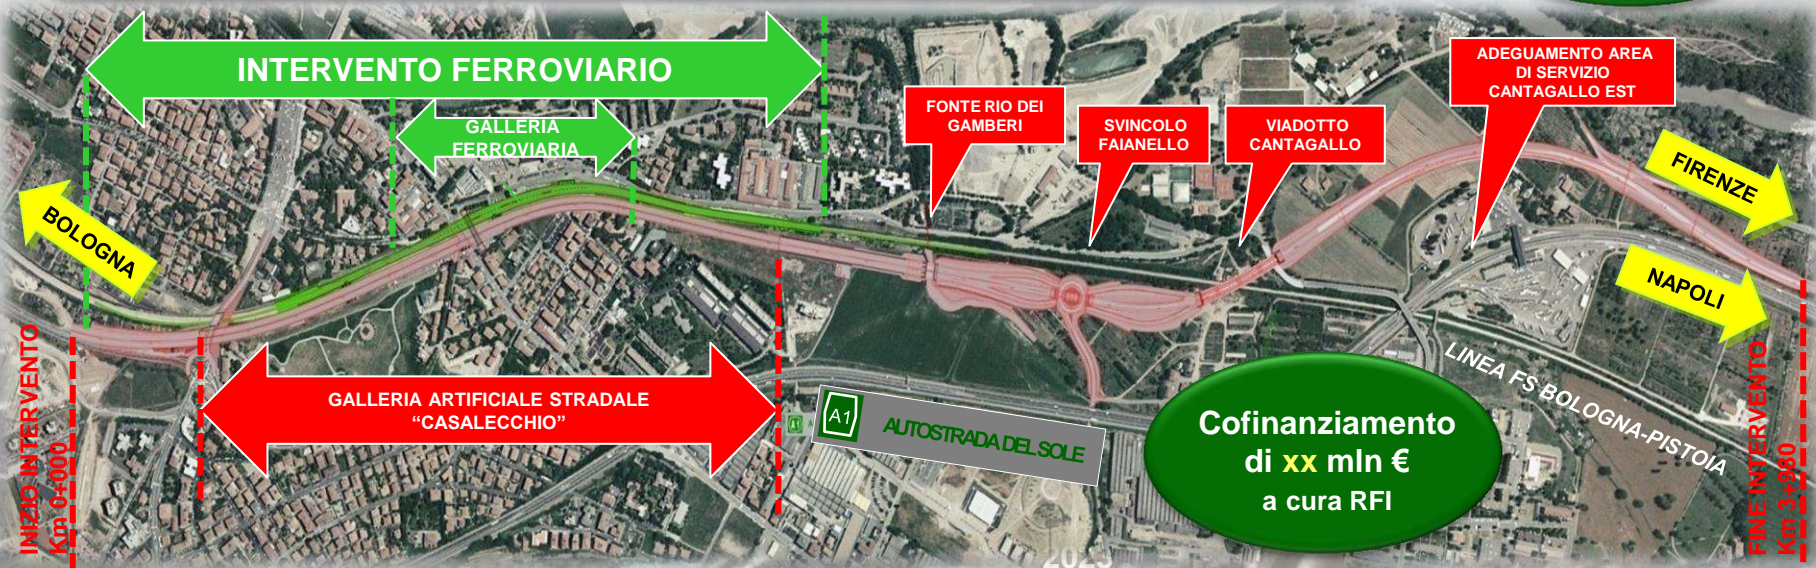 INTERVENTO FERROVIARIO
GALLERIA
FERROVIARIA
FONTE RIO DEI
GAMBERI
SVINCOLO
FAIANELLO
VIADOTTO
CANTAGALLO
ADEGUAMENTO AREA
DI SERVIZIO
CANTAGALLO EST
BOLOGNA
FIRENZE
NAPOLI
INIZIO INTERVENTO
Km 0+000
GALLERIA ARTIFICIALE STRADALE
“CASALECCHIO”
A1
A1
AUTOSTRADA DEL SOLE
Cofinanziamento
di xx mln €
a cura RFI
LINEA FS BOLOGNA-PISTOIA
FINE INTERVENTO
Km 3+980
2023